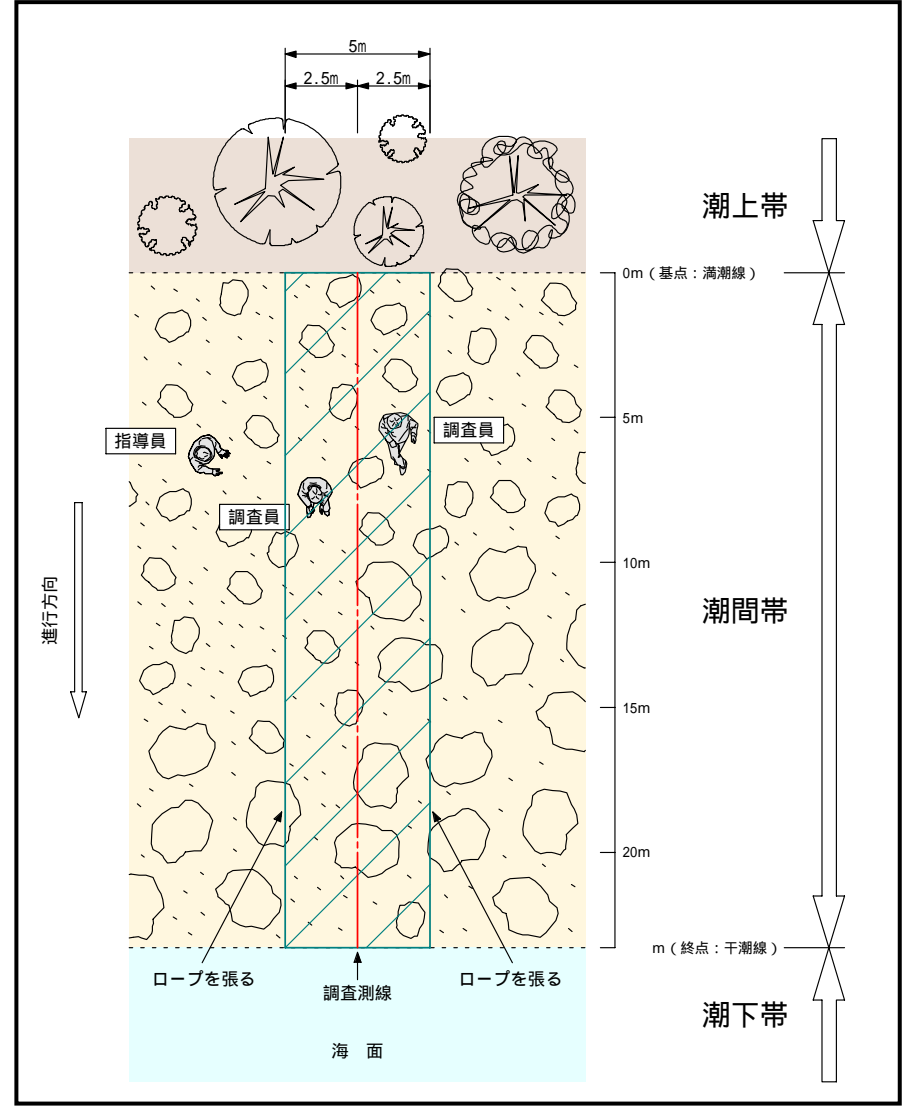 5m
2.5m
2.5m
潮上帯
0m（基点：満潮線）
5m
調査員
指導員
調査員
10m
進行方向
潮間帯
15m
20m
m（終点：干潮線）
ロープを張る
調査測線
ロープを張る
潮下帯
海　面